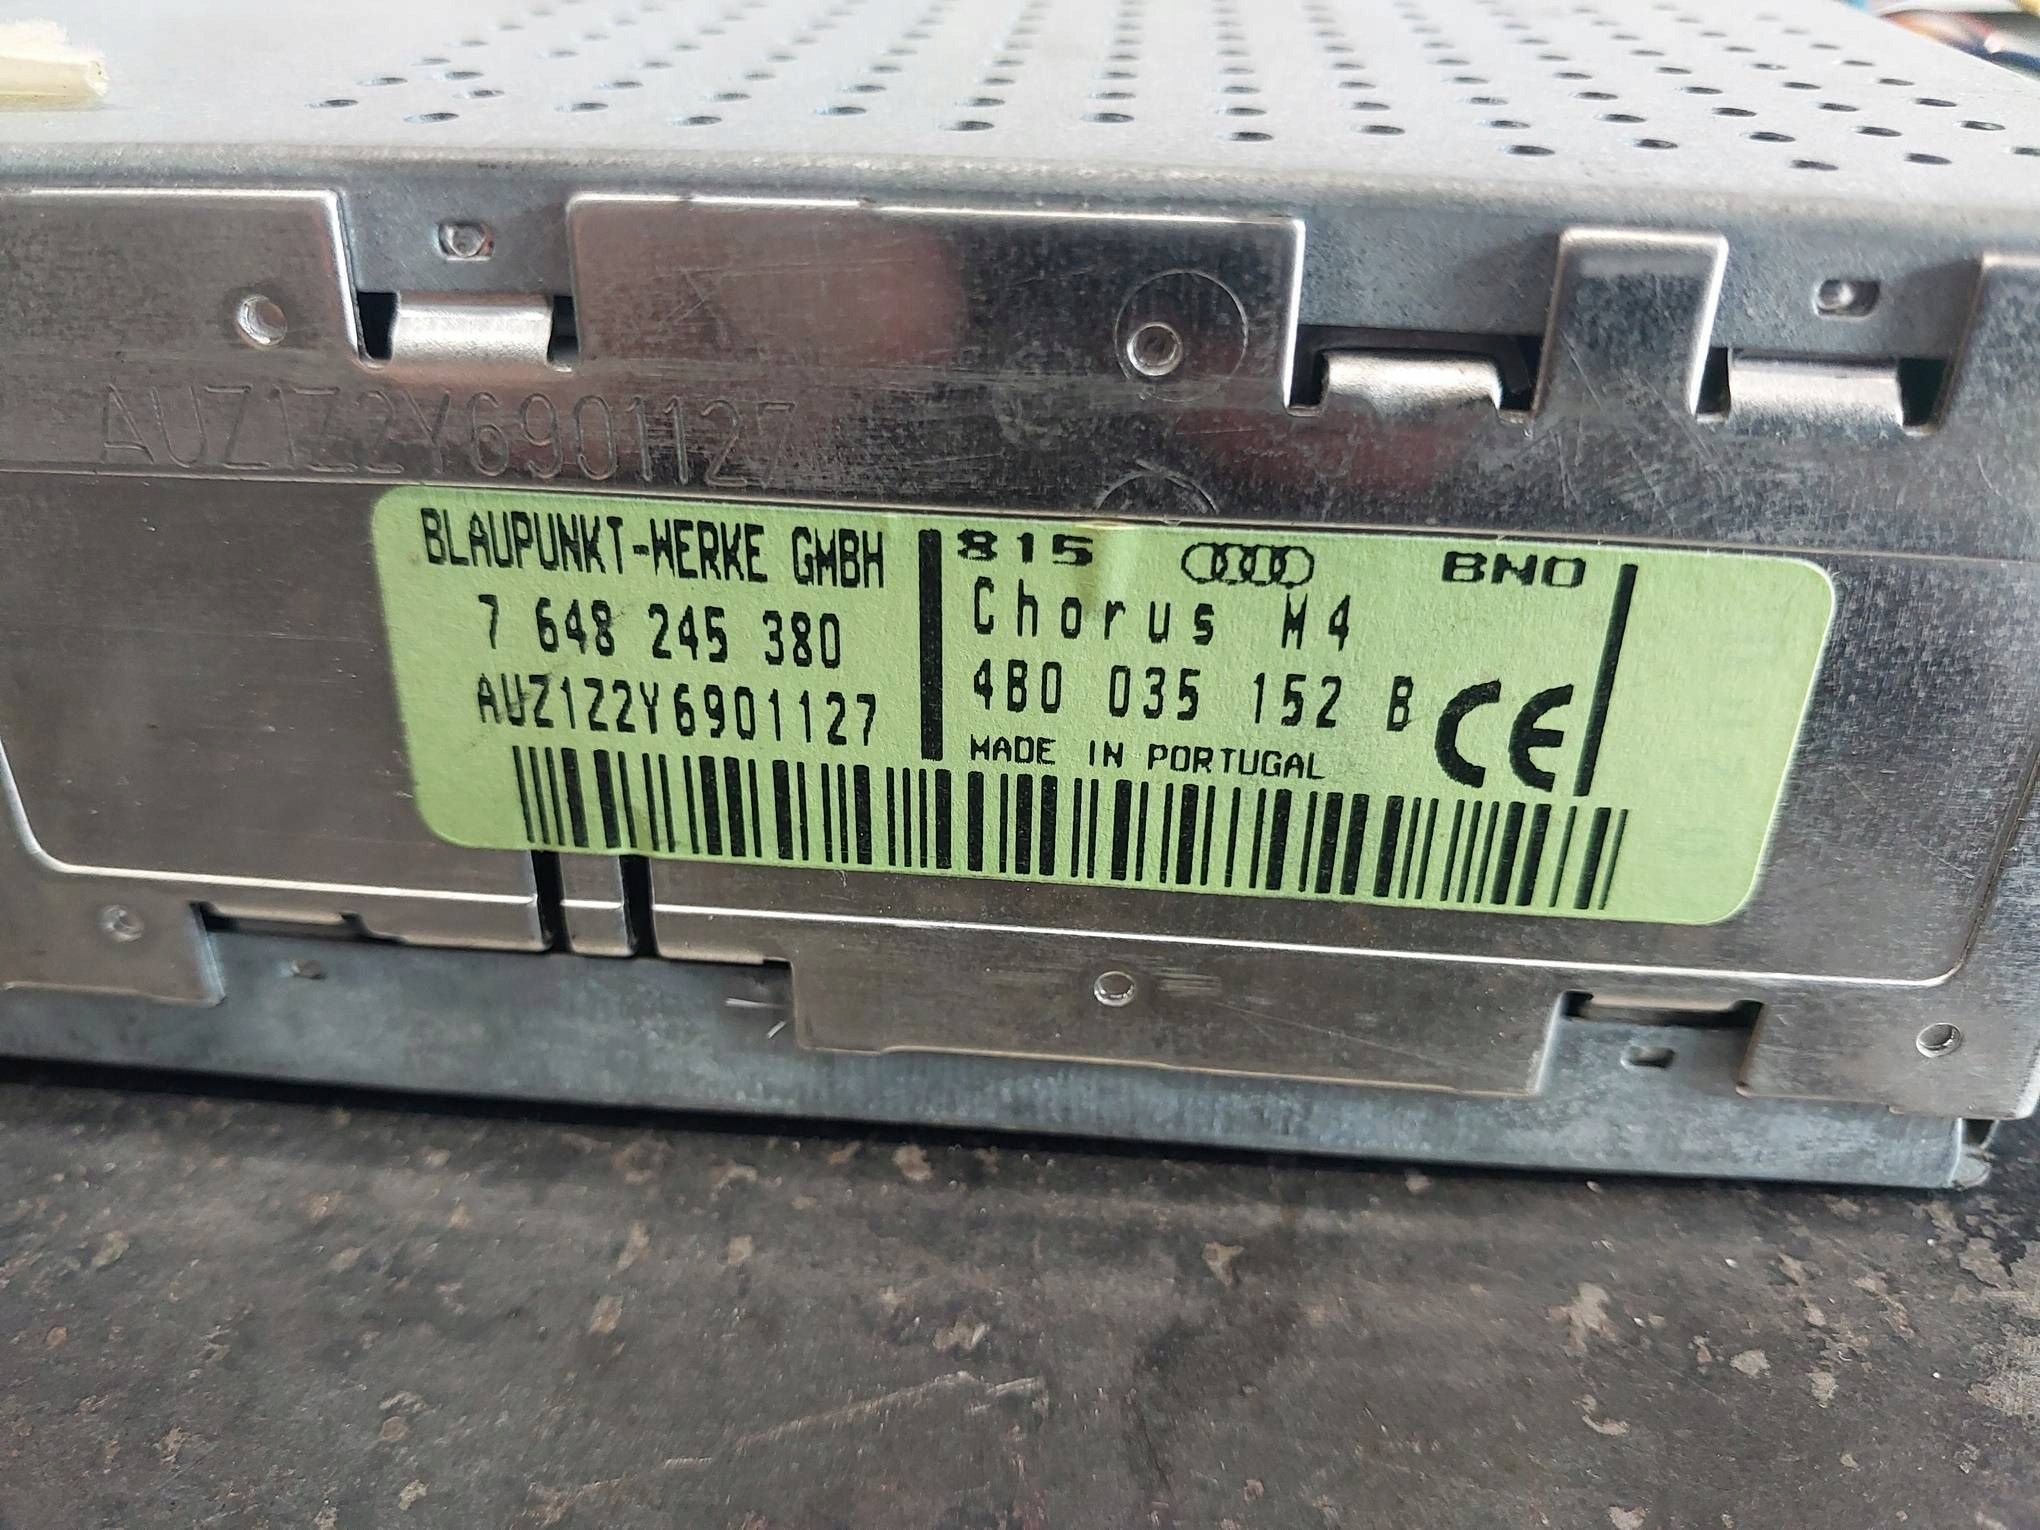 AUZ1Z2Y6901127
BLAUPUNKT-WERKE GMBH
7 648 245 380
AUZ1Z2Y6901127
815 BNO
Chorus M4
4B0 035 152 B
CE
MADE IN PORTUGAL